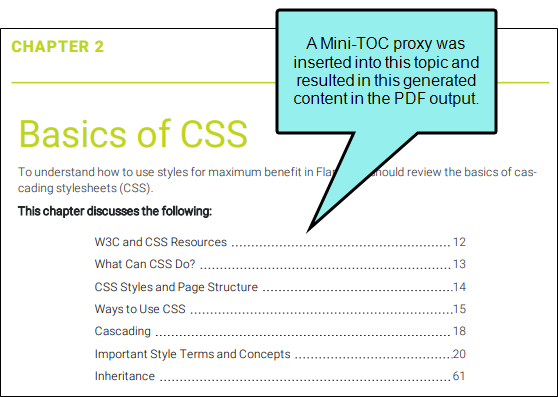 CHAPTER 2
A Mini-TOC proxy was
inserted into this topic and
resulted in this generated
content in the PDF output.
Basics of CSS
To understand how to use styles for maximum benefit in Fla hould review the basics of cas-
cading stylesheets (CSS).
This chapter discusses the following:
W3C and CSS Resources 12
What Can CSS Do? 13
CSS Styles and Page Structure 14
Ways to Use CSS 15
Cascading 18
Important Style Terms and Concepts 20
Inheritance 61